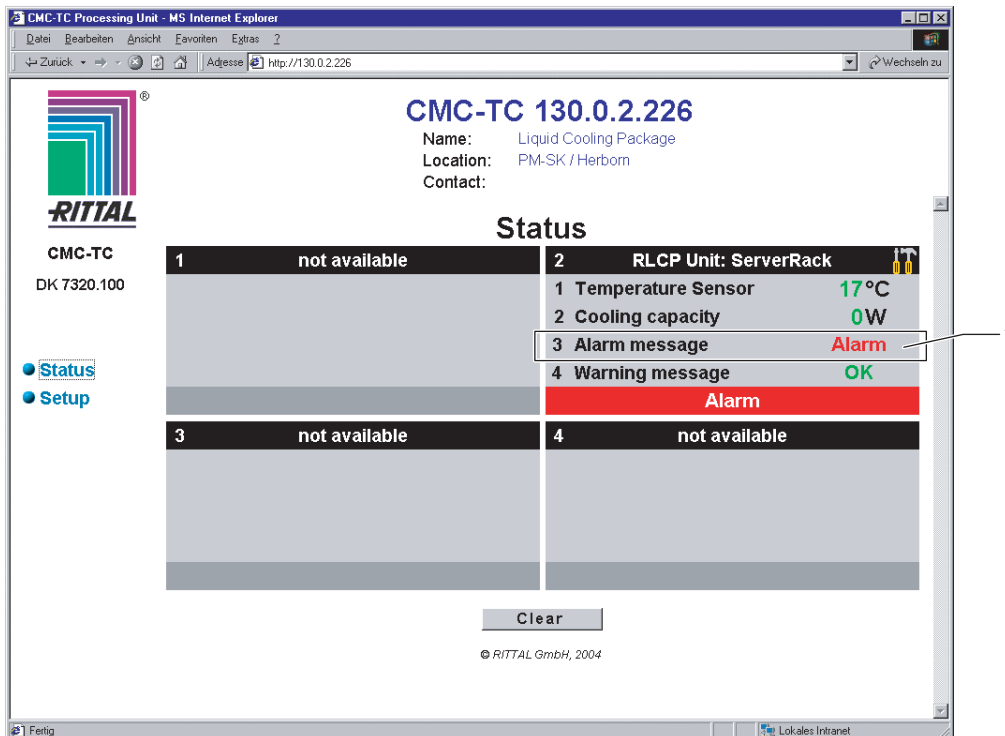 CMC-TC Processing Unit - MS Internet Explorer
Datei Bearbeiten Ansicht Favoriten Extras ?
Zurück Adresse http://130.0.2.226 Wechseln zu
®
RITTAL
CMC-TC
DK 7320.100
Status
Setup
CMC-TC 130.0.2.226
Name: Liquid Cooling Package
Location: PM-SK / Herborn
Contact:
Status
1 not available
2 RLCP Unit: ServerRack
1 Temperature Sensor 17°C
2 Cooling capacity 0W
3 Alarm message Alarm
4 Warning message OK
Alarm
3 not available
4 not available
Clear
© RITTAL GmbH, 2004
Fertig Lokales Intranet